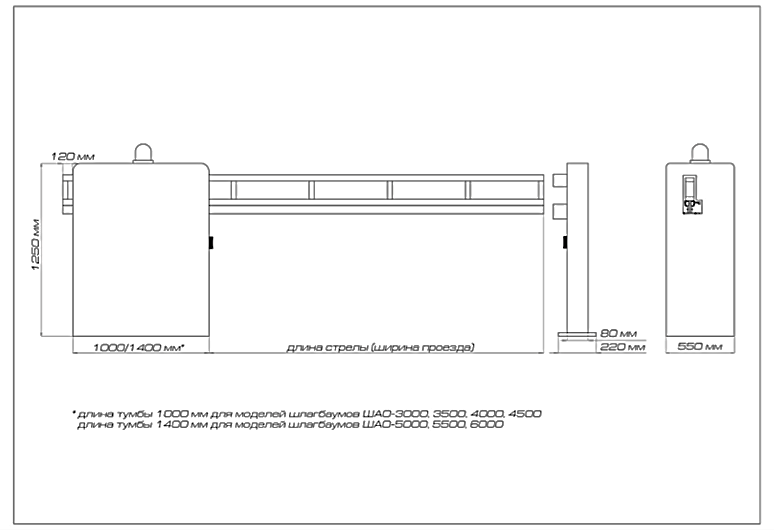 120 мм
1250 мм
1000/1400 мм*
длина стрелы (ширина проезда)
80 мм
220 мм
550 мм
* длина тумбы 1000 мм для моделей шлагбаумов ШАО-3000, 3500, 4000, 4500
длина тумбы 1400 мм для моделей шлагбаумов ШАО-5000, 5500, 6000